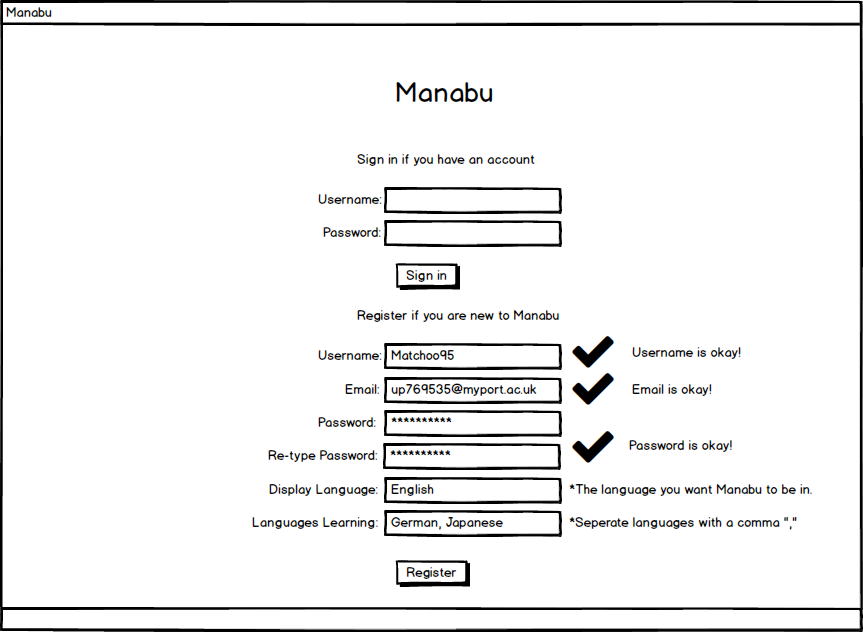 Manabu
Manabu
Sign in if you have an account
Username:
Password:
Sign in
Register if you are new to Manabu
Username: Matchoo95 Username is okay!
Email: up769535@myport.ac.uk Email is okay!
Password: **********
Password is okay!
Re-type Password: **********
Display Language: English *The language you want Manabu to be in.
Languages Learning: German, Japanese *Seperate languages with a comma ","
Register